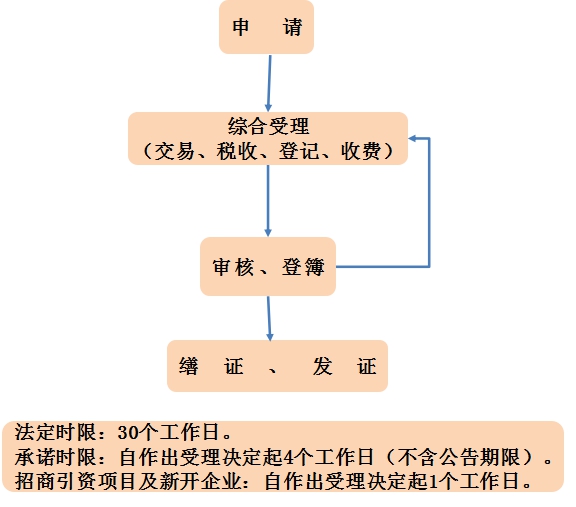 申 请
综合受理
（交易、税收、登记、收费）
审核、登簿
缮 证 、 发 证
法定时限：30个工作日。
承诺时限：自作出受理决定起4个工作日（不含公告期限）。
招商引资项目及新开企业：自作出受理决定起1个工作日。